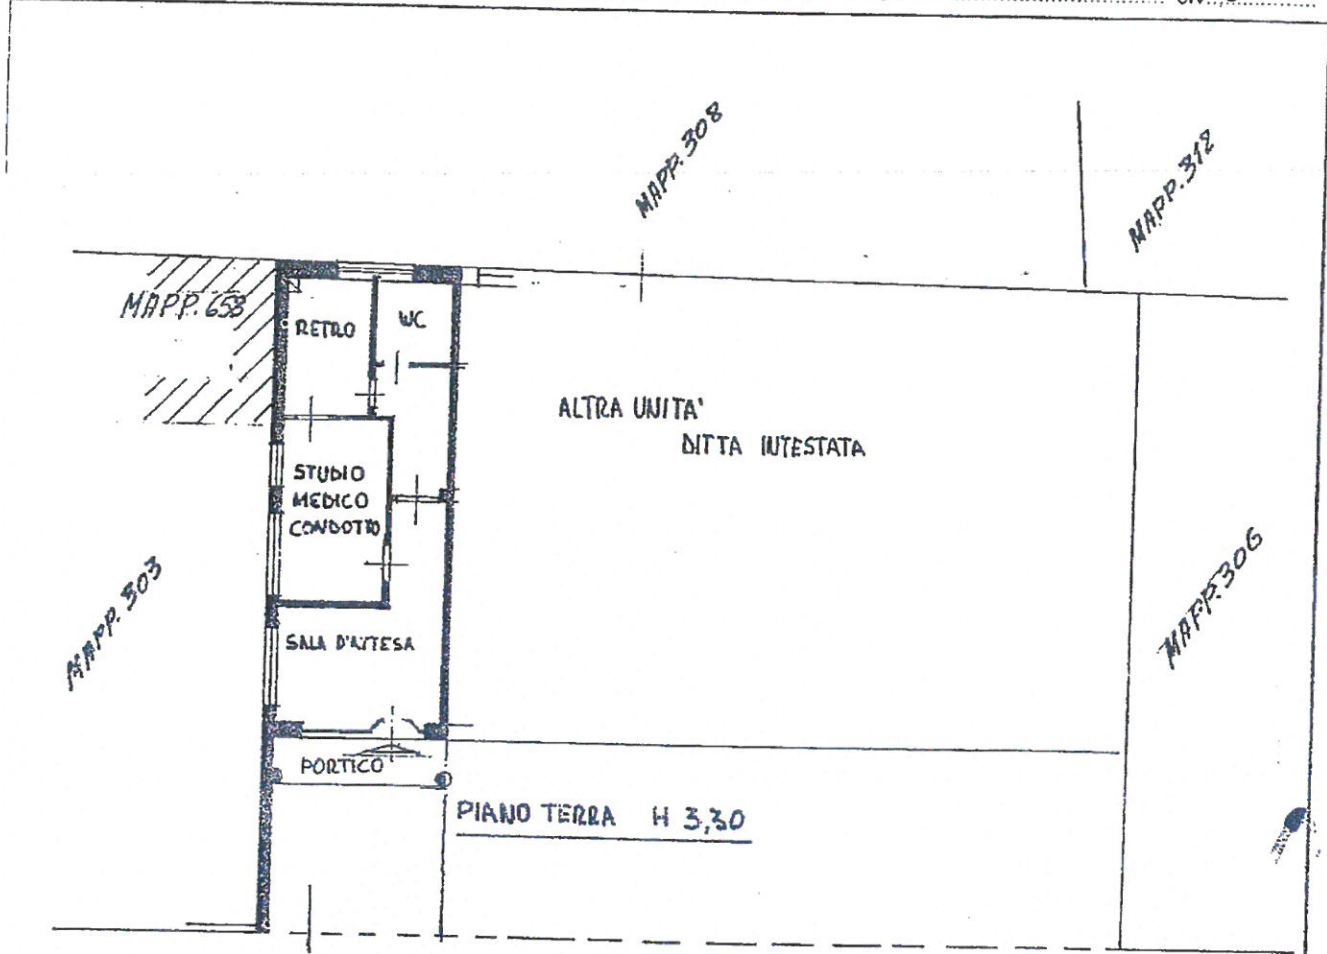 MAPP. 308
MAPP. 312
MAPP. 658
RETRO
WC
ALTRA UNITA'
DITTA INTESTATA
STUDIO
MEDICO
CONDOTTO
MAPP. 303
MAPP. 306
SALA D'ATTESA
PORTICO
PIANO TERRA H 3,30